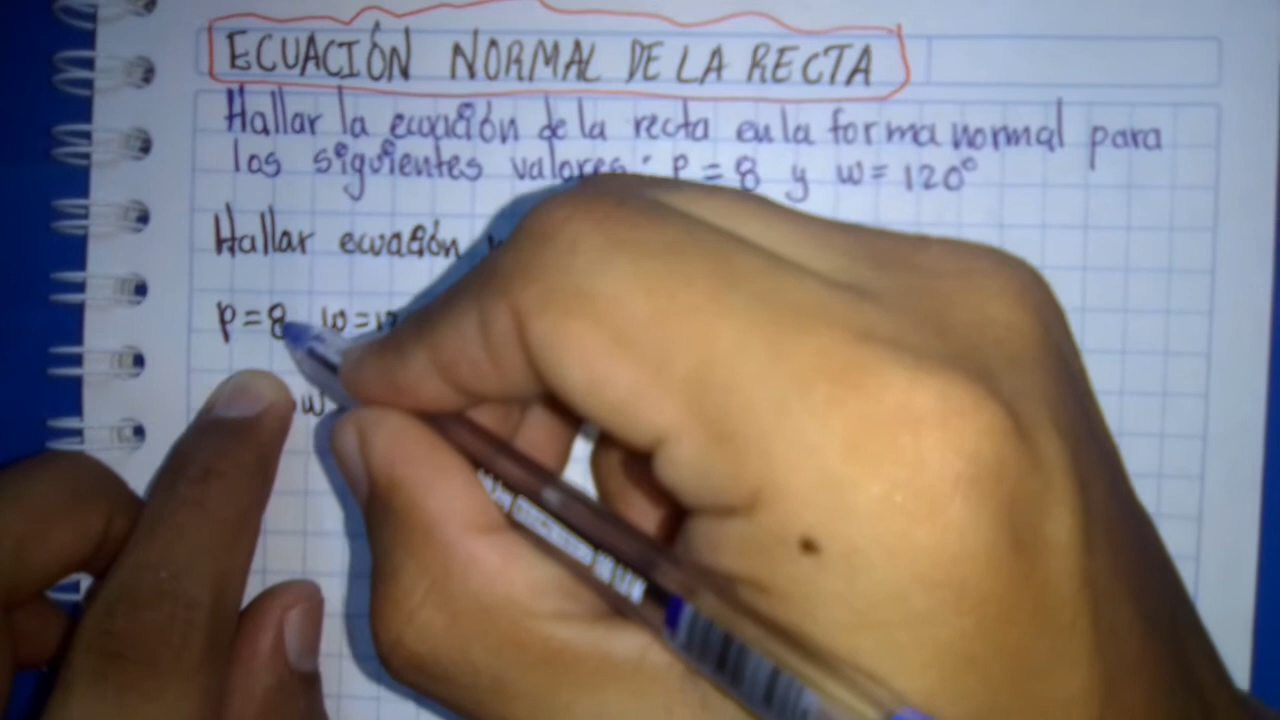 ECUACIÓN NORMAL DE LA RECTA
Hallar la ecuación de la recta en la forma normal para
los siguientes valores: P = 8 y w = 120°
Hallar ecuación
P=8 w=12
w